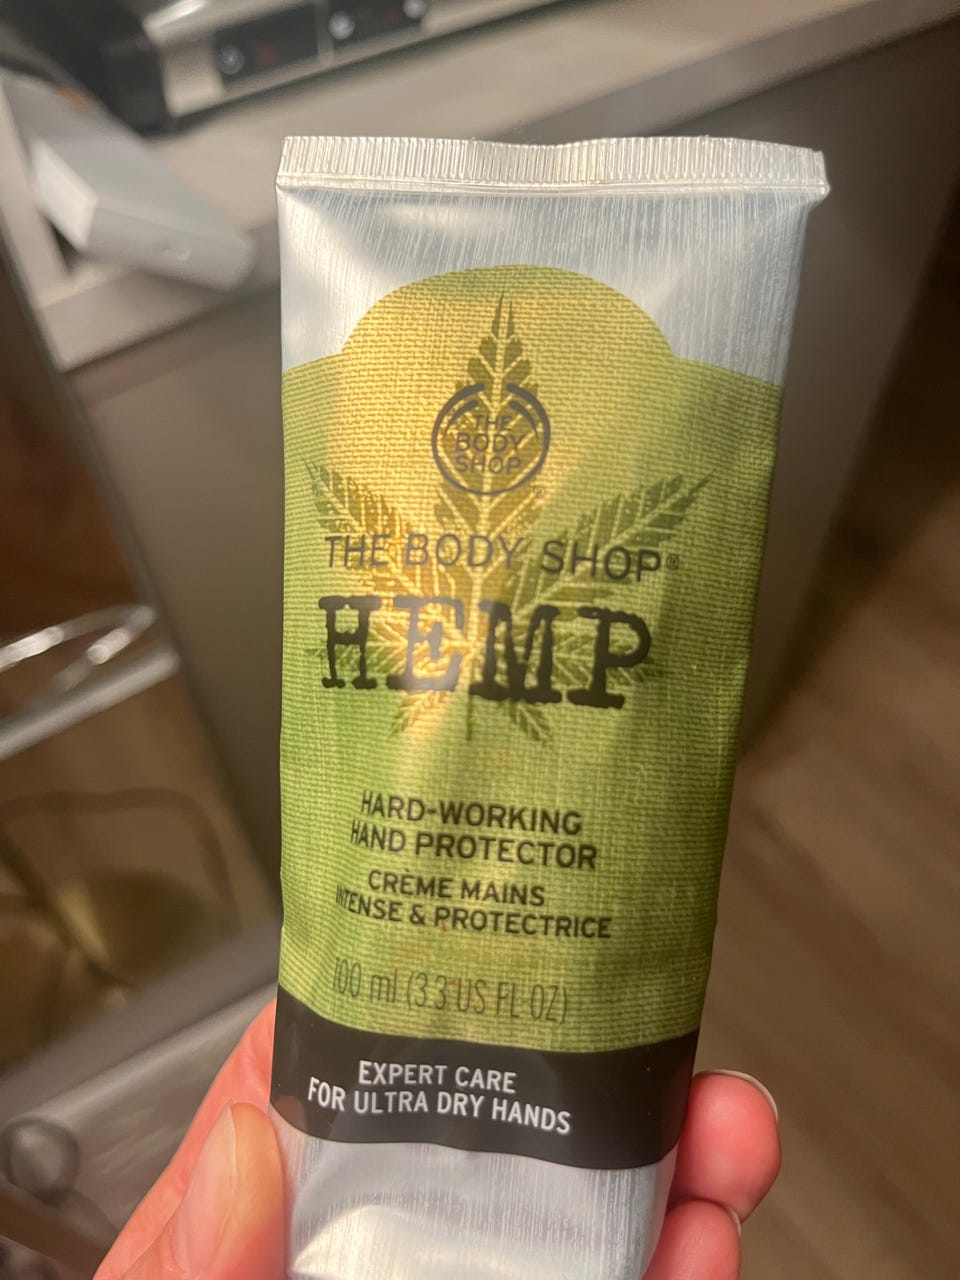 THE
BODY
SHOP
®
THE BODY SHOP®
HEMP
HARD-WORKING
HAND PROTECTOR
CRÈME MAINS
INTENSE & PROTECTRICE
100 ml (3.3 US FL OZ)
EXPERT CARE
FOR ULTRA DRY HANDS